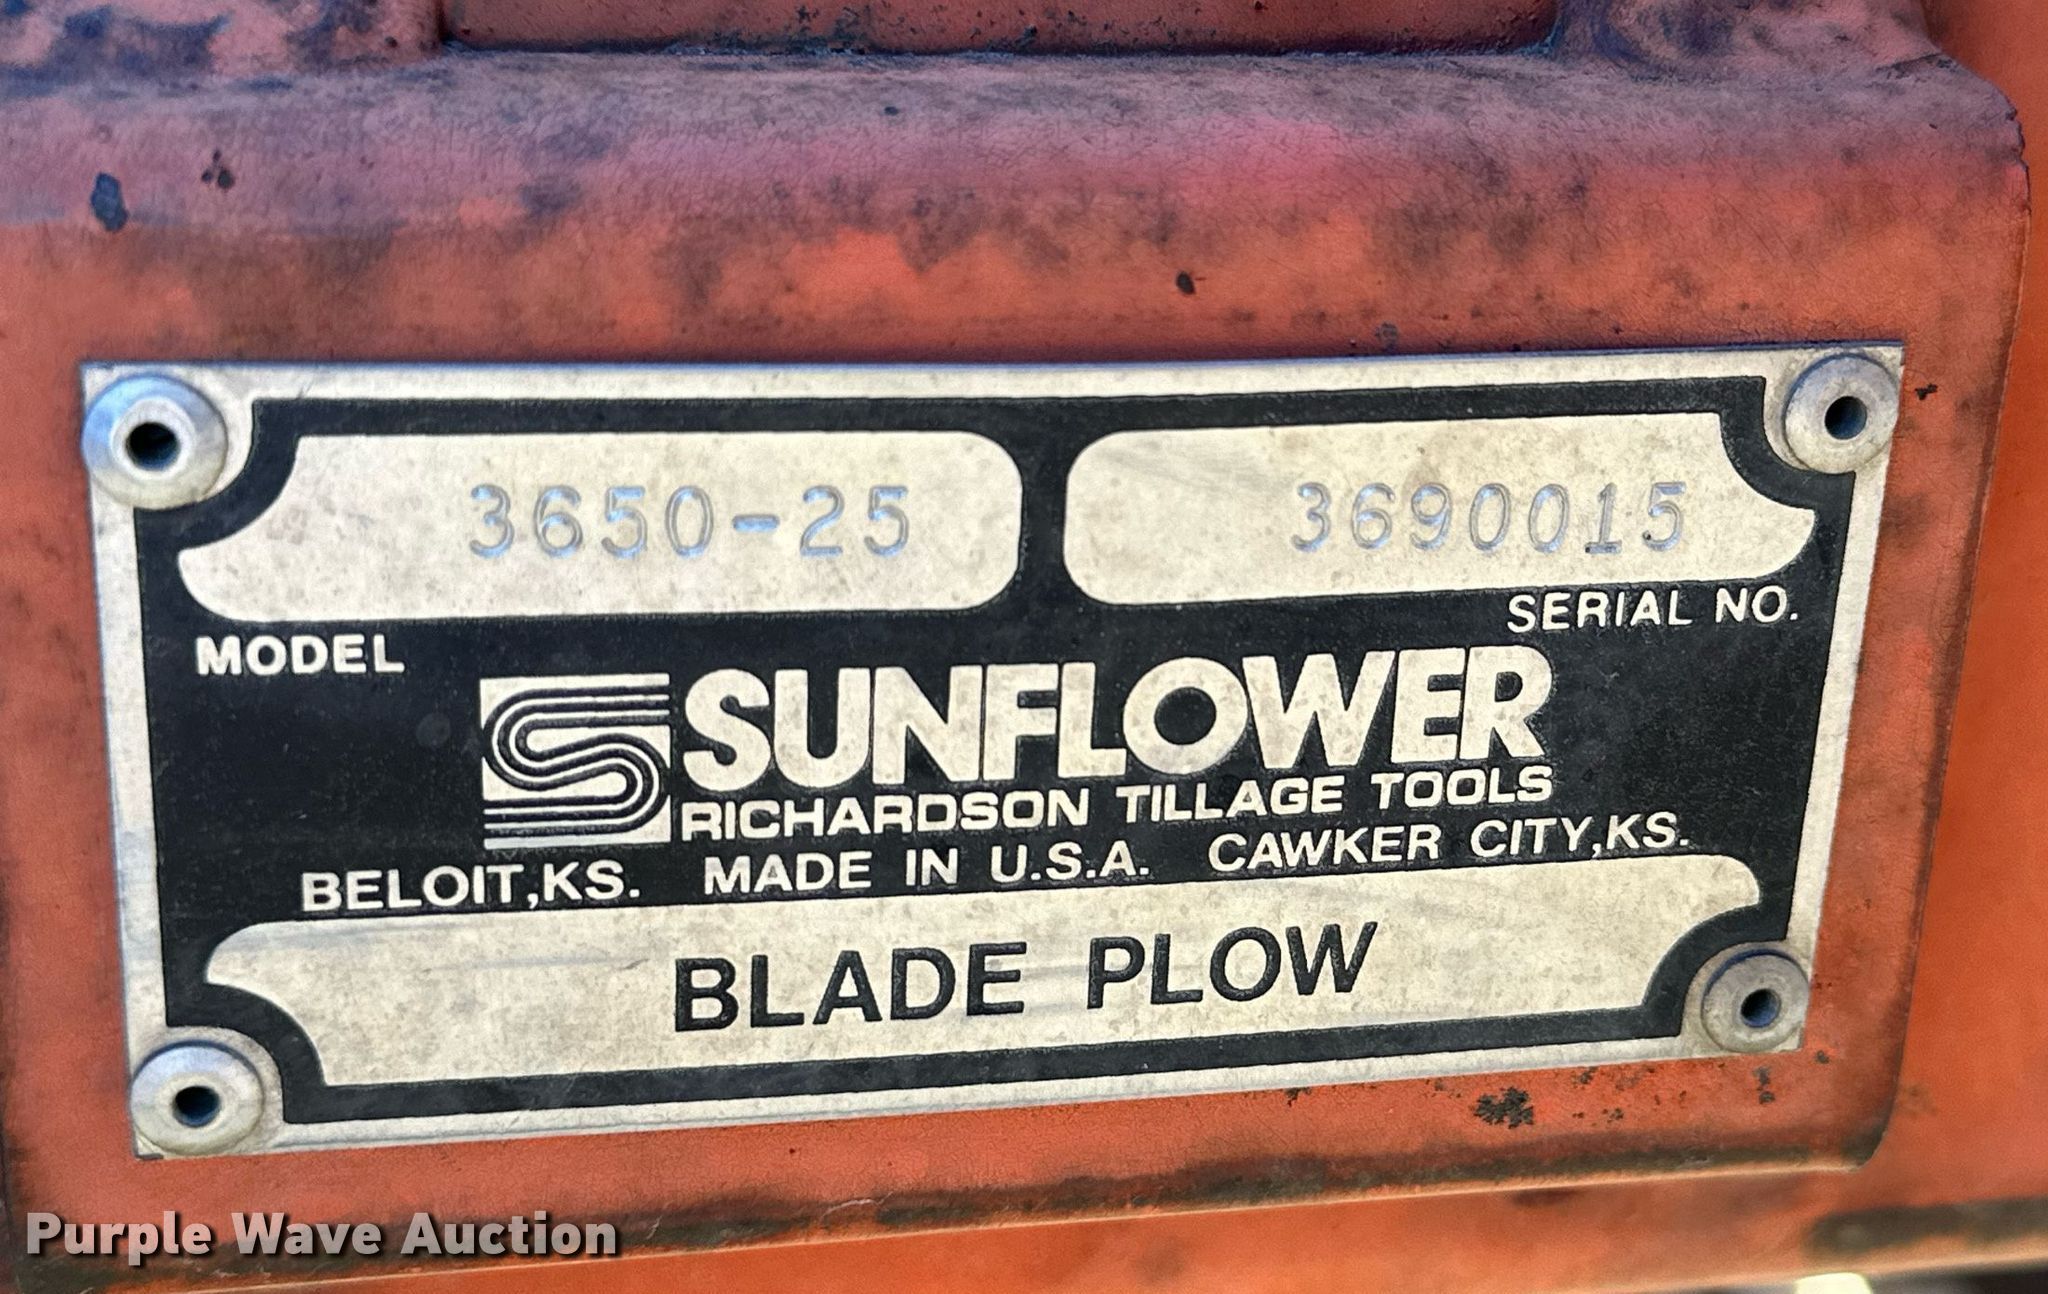 3650-25 3690015
MODEL SERIAL NO.
SUNFLOWER
RICHARDSON TILLAGE TOOLS
BELOIT,KS. MADE IN U.S.A. CAWKER CITY,KS.
BLADE PLOW
Purple Wave Auction